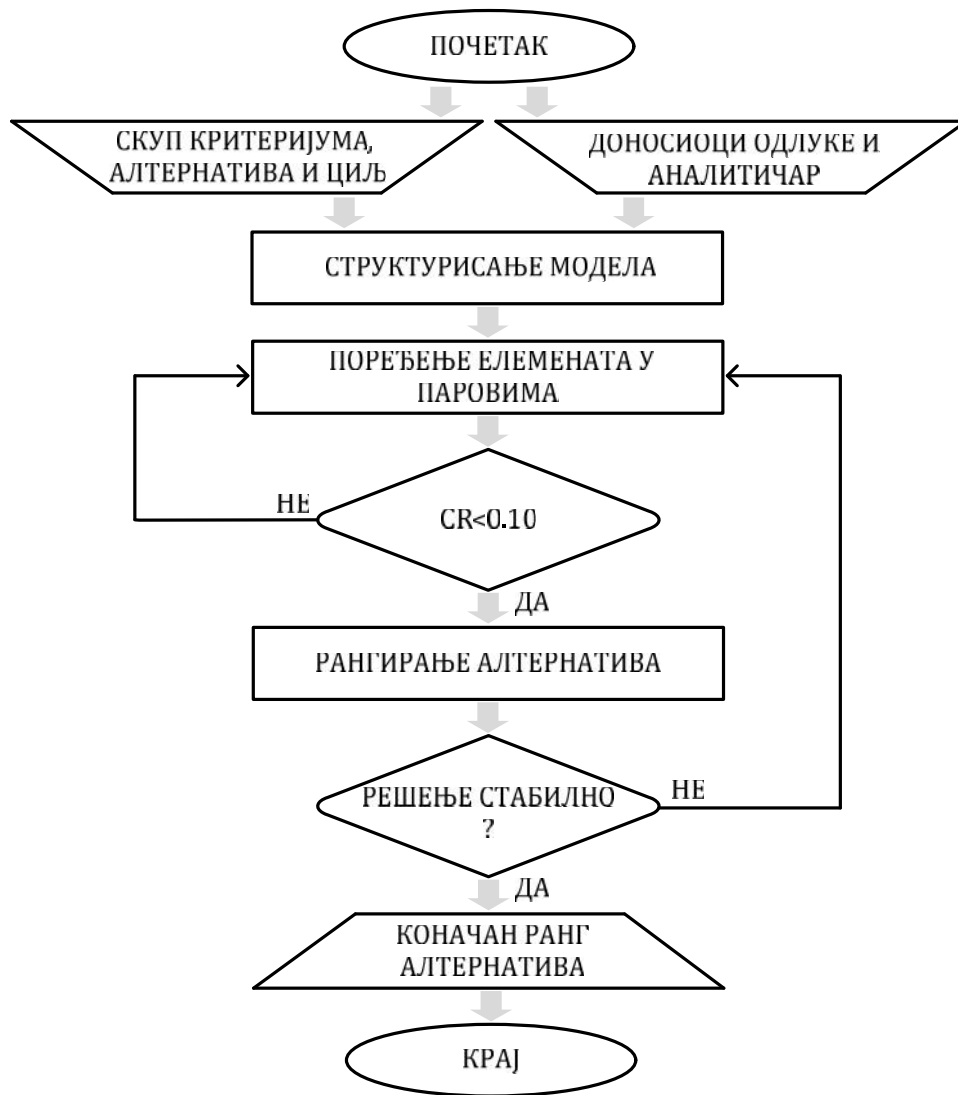 ПОЧЕТАК
СКУП КРИТЕРИЈУМА,
АЛТЕРНАТИВА И ЦИЉ
ДОНОСИОЦИ ОДЛУКЕ И
АНАЛИТИЧАР
СТРУКТУРИСАЊЕ МОДЕЛА
ПОРЕЂЕЊЕ ЕЛЕМЕНАТА У
ПАРОВИМА
НЕ
CR<0.10
ДА
РАНГИРАЊЕ АЛТЕРНАТИВА
РЕШЕЊЕ СТАБИЛНО
?
НЕ
ДА
КОНАЧАН РАНГ
АЛТЕРНАТИВА
КРАЈ